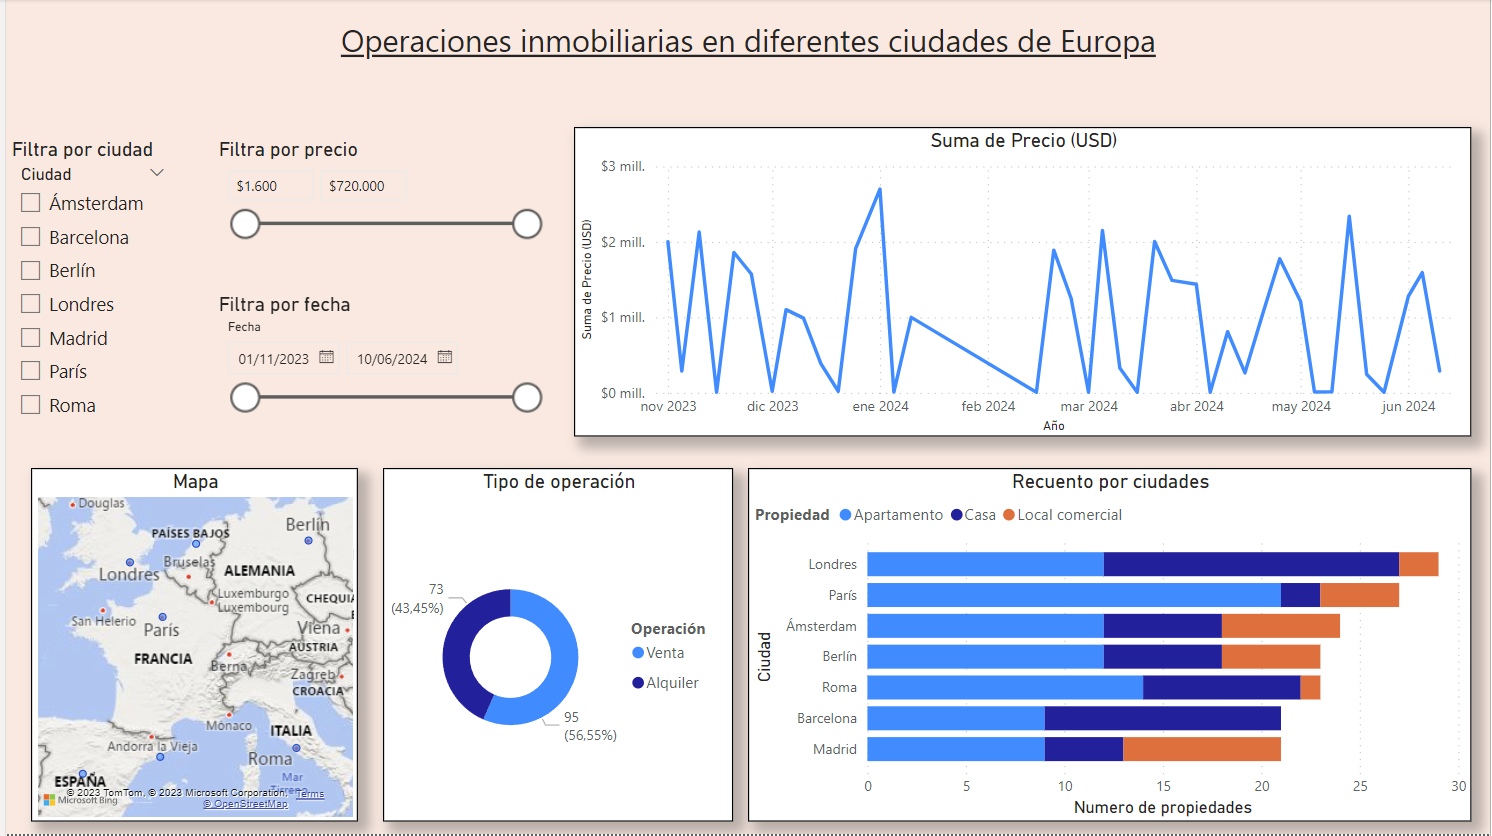 Operaciones inmobiliarias en diferentes ciudades de Europa
Filtra por ciudad
Ciudad
Ámsterdam
Barcelona
Berlín
Londres
Madrid
París
Roma
Filtra por precio
$1.600
$720.000
Filtra por fecha
Fecha
01/11/2023
10/06/2024
Suma de Precio (USD)
Suma de Precio (USD)
$3 mill.
$2 mill.
$1 mill.
$0 mill.
nov 2023
dic 2023
ene 2024
feb 2024
mar 2024
abr 2024
may 2024
jun 2024
Año
Mapa
Douglas
Berlín
PAÍSES BAJOS
Bruselas
Londres
ALEMANIA
Luxemburgo
Luxembourg
CHEQUIA
San Helerio
París
Viena
AUSTRIA
FRANCIA
Berna
Zagreb
CROACIA
Mónaco
ITALIA
Andorra la Vieja
Roma
Mar
ESPAÑA
© 2023 TomTom, © 2023 Microsoft Corporation,
Terms
Microsoft Bing
© OpenStreetMap
Tipo de operación
73
(43,45%)
95
(56,55%)
Operación
Venta
Alquiler
Recuento por ciudades
Propiedad Apartamento Casa Local comercial
Ciudad
Londres
París
Ámsterdam
Berlín
Roma
Barcelona
Madrid
0 5 10 15 20 25 30
Numero de propiedades